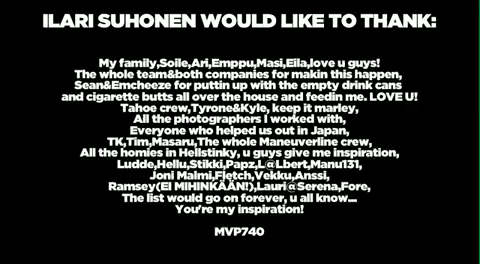 ILARI SUHONEN WOULD LIKE TO THANK:
My family,Soile,Ari,Emppu,Masi,Eila,love u guys!
The whole team&both companies for makin this happen,
Sean&Emcheeze for puttin up with the empty drink cans
and cigarette butts all over the house and feedin me. LOVE U!
Tahoe crew,Tyrone&Kyle, keep it marley,
All the photographers I worked with,
Everyone who helped us out in Japan,
TK,Tim,Masaru,The whole Maneuverline crew,
All the homies in Hellstinky, u guys give me inspiration,
Ludde,Hellu,Stikki,Papz,L@Lbert,Manu131,
Joni Malmi,Fletch,Vekku,Anssi,
Ramsey(EI MIHINKÄÄN!),Lauri@Serena,Fore,
The list would go on forever, u all know...
You're my inspiration!
MVP740